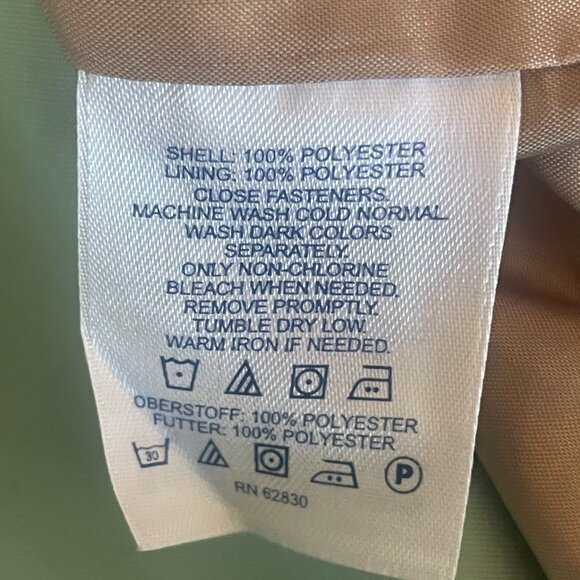 SHELL: 100% POLYESTER
LINING: 100% POLYESTER
CLOSE FASTENERS.
MACHINE WASH COLD NORMAL
WASH DARK COLORS
SEPARATELY.
ONLY NON-CHLORINE
BLEACH WHEN NEEDED.
REMOVE PROMPTLY.
TUMBLE DRY LOW.
WARM IRON IF NEEDED.
OBERSTOFF: 100% POLYESTER
FUTTER: 100% POLYESTER
30
P
RN 62830